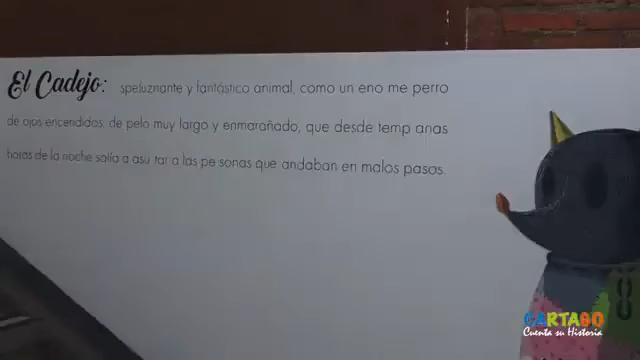 El Cadejo: speluznante y fantástico animal, como un eno me perro
de ojos encendidos, de pelo muy largo y enmarañado, que desde temp anas
horas de la noche salía a asu tar a las pe sonas que andaban en malos pasos.
CARTABO
Cuenta su Historia